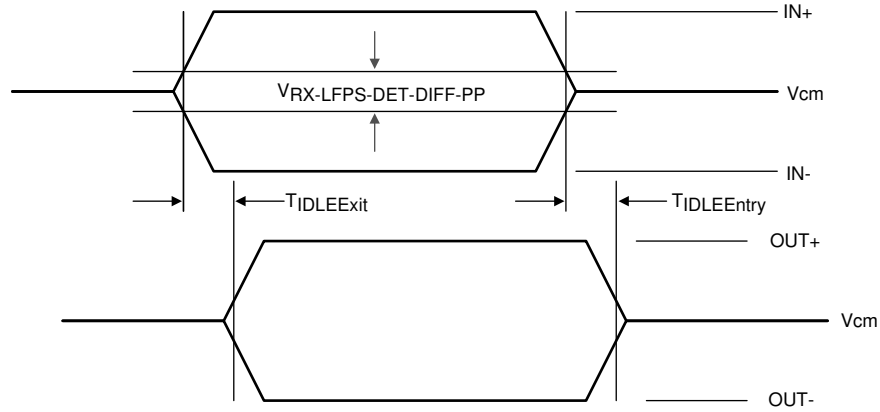 IN+
VRX-LFPS-DET-DIFF-PP
Vcm
IN-
TIDLEExit
TIDLEEntry
OUT+
Vcm
OUT-